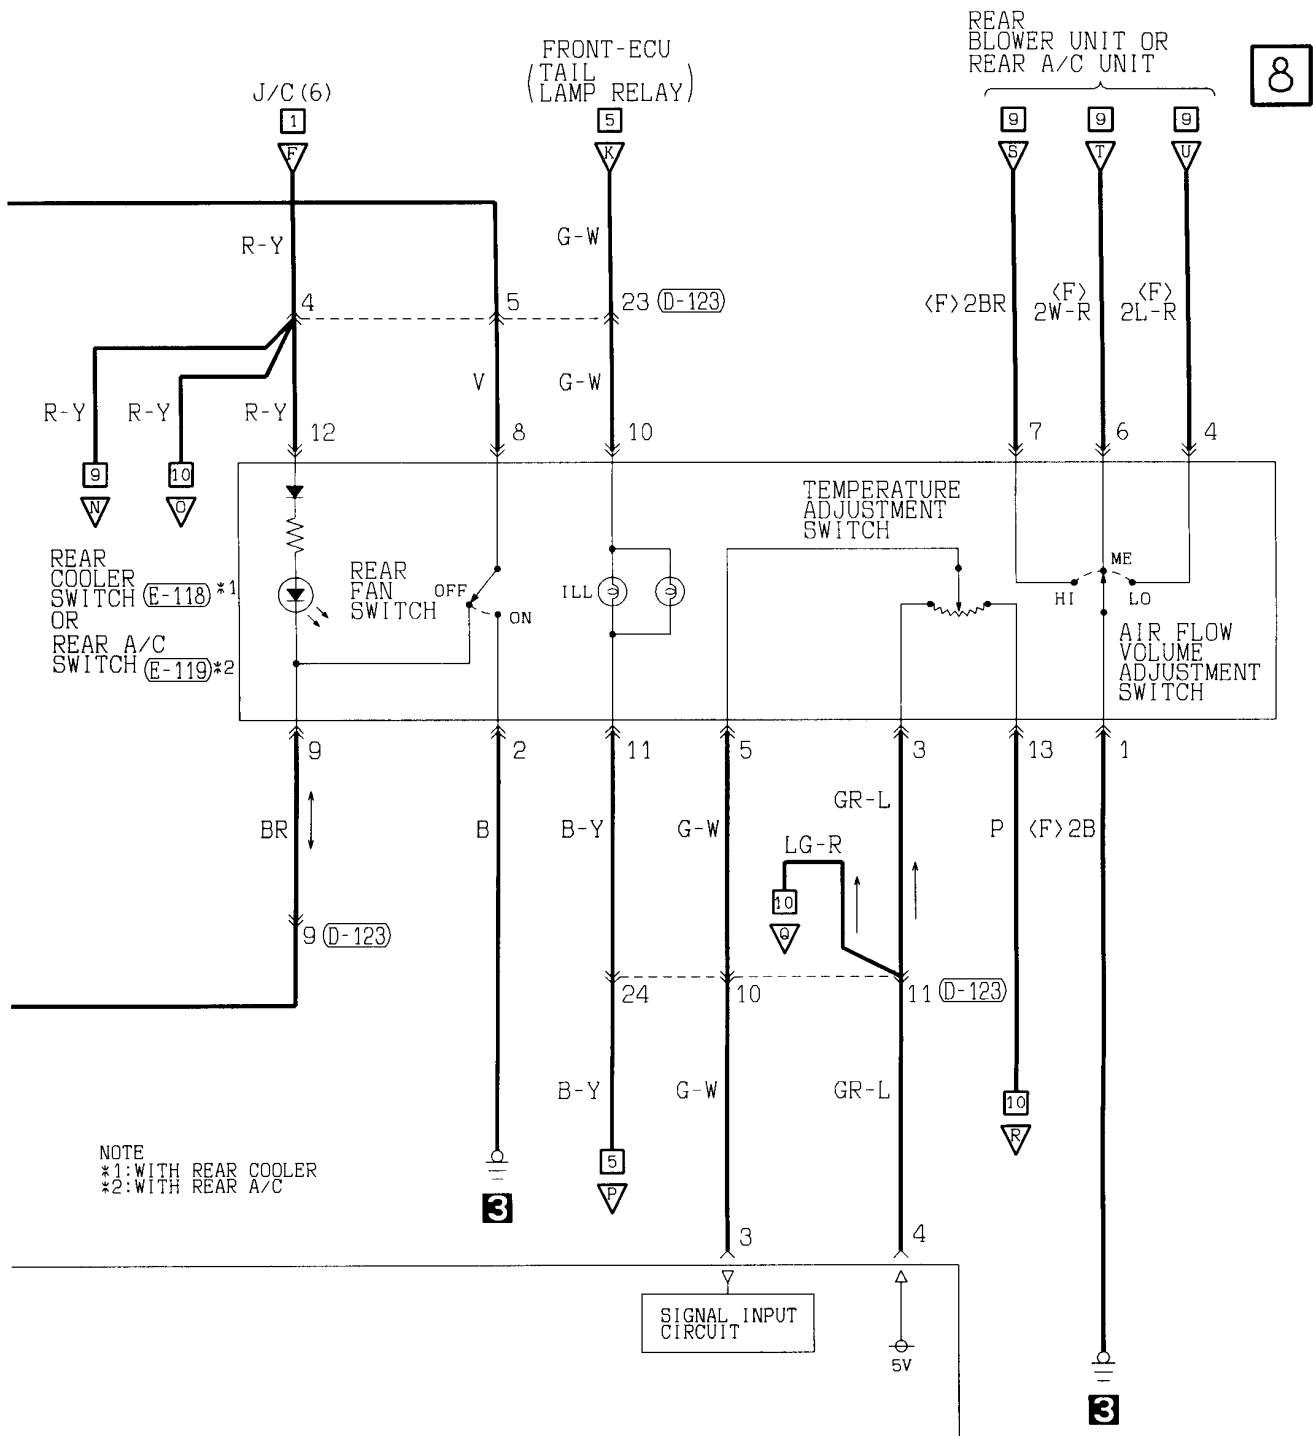 REAR
BLOWER UNIT OR
REAR A/C UNIT
8
FRONT-ECU
(TAIL
LAMP RELAY)
J/C(6)
1
5
9
9
9
F
K
S
T
U
R-Y
G-W
<F>2BR
<F>
2W-R
<F>
2L-R
4
5
23 (D-123)
R-Y
R-Y
R-Y
V
G-W
12
8
10
7
6
4
9
10
N
O
REAR
COOLER
SWITCH (E-118) *1
OR
REAR A/C
SWITCH (E-119) *2
REAR
FAN
SWITCH
OFF
ON
ILL
TEMPERATURE
ADJUSTMENT
SWITCH
ME
HI
LO
AIR FLOW
VOLUME
ADJUSTMENT
SWITCH
9
2
11
5
3
13
1
BR
B
B-Y
G-W
GR-L
LG-R
P
<F>2B
10
Q
9 (D-123)
24
10
11 (D-123)
B-Y
G-W
GR-L
10
R
5
P
NOTE
*1:WITH REAR COOLER
*2:WITH REAR A/C
3
3
4
SIGNAL INPUT
CIRCUIT
5V
3